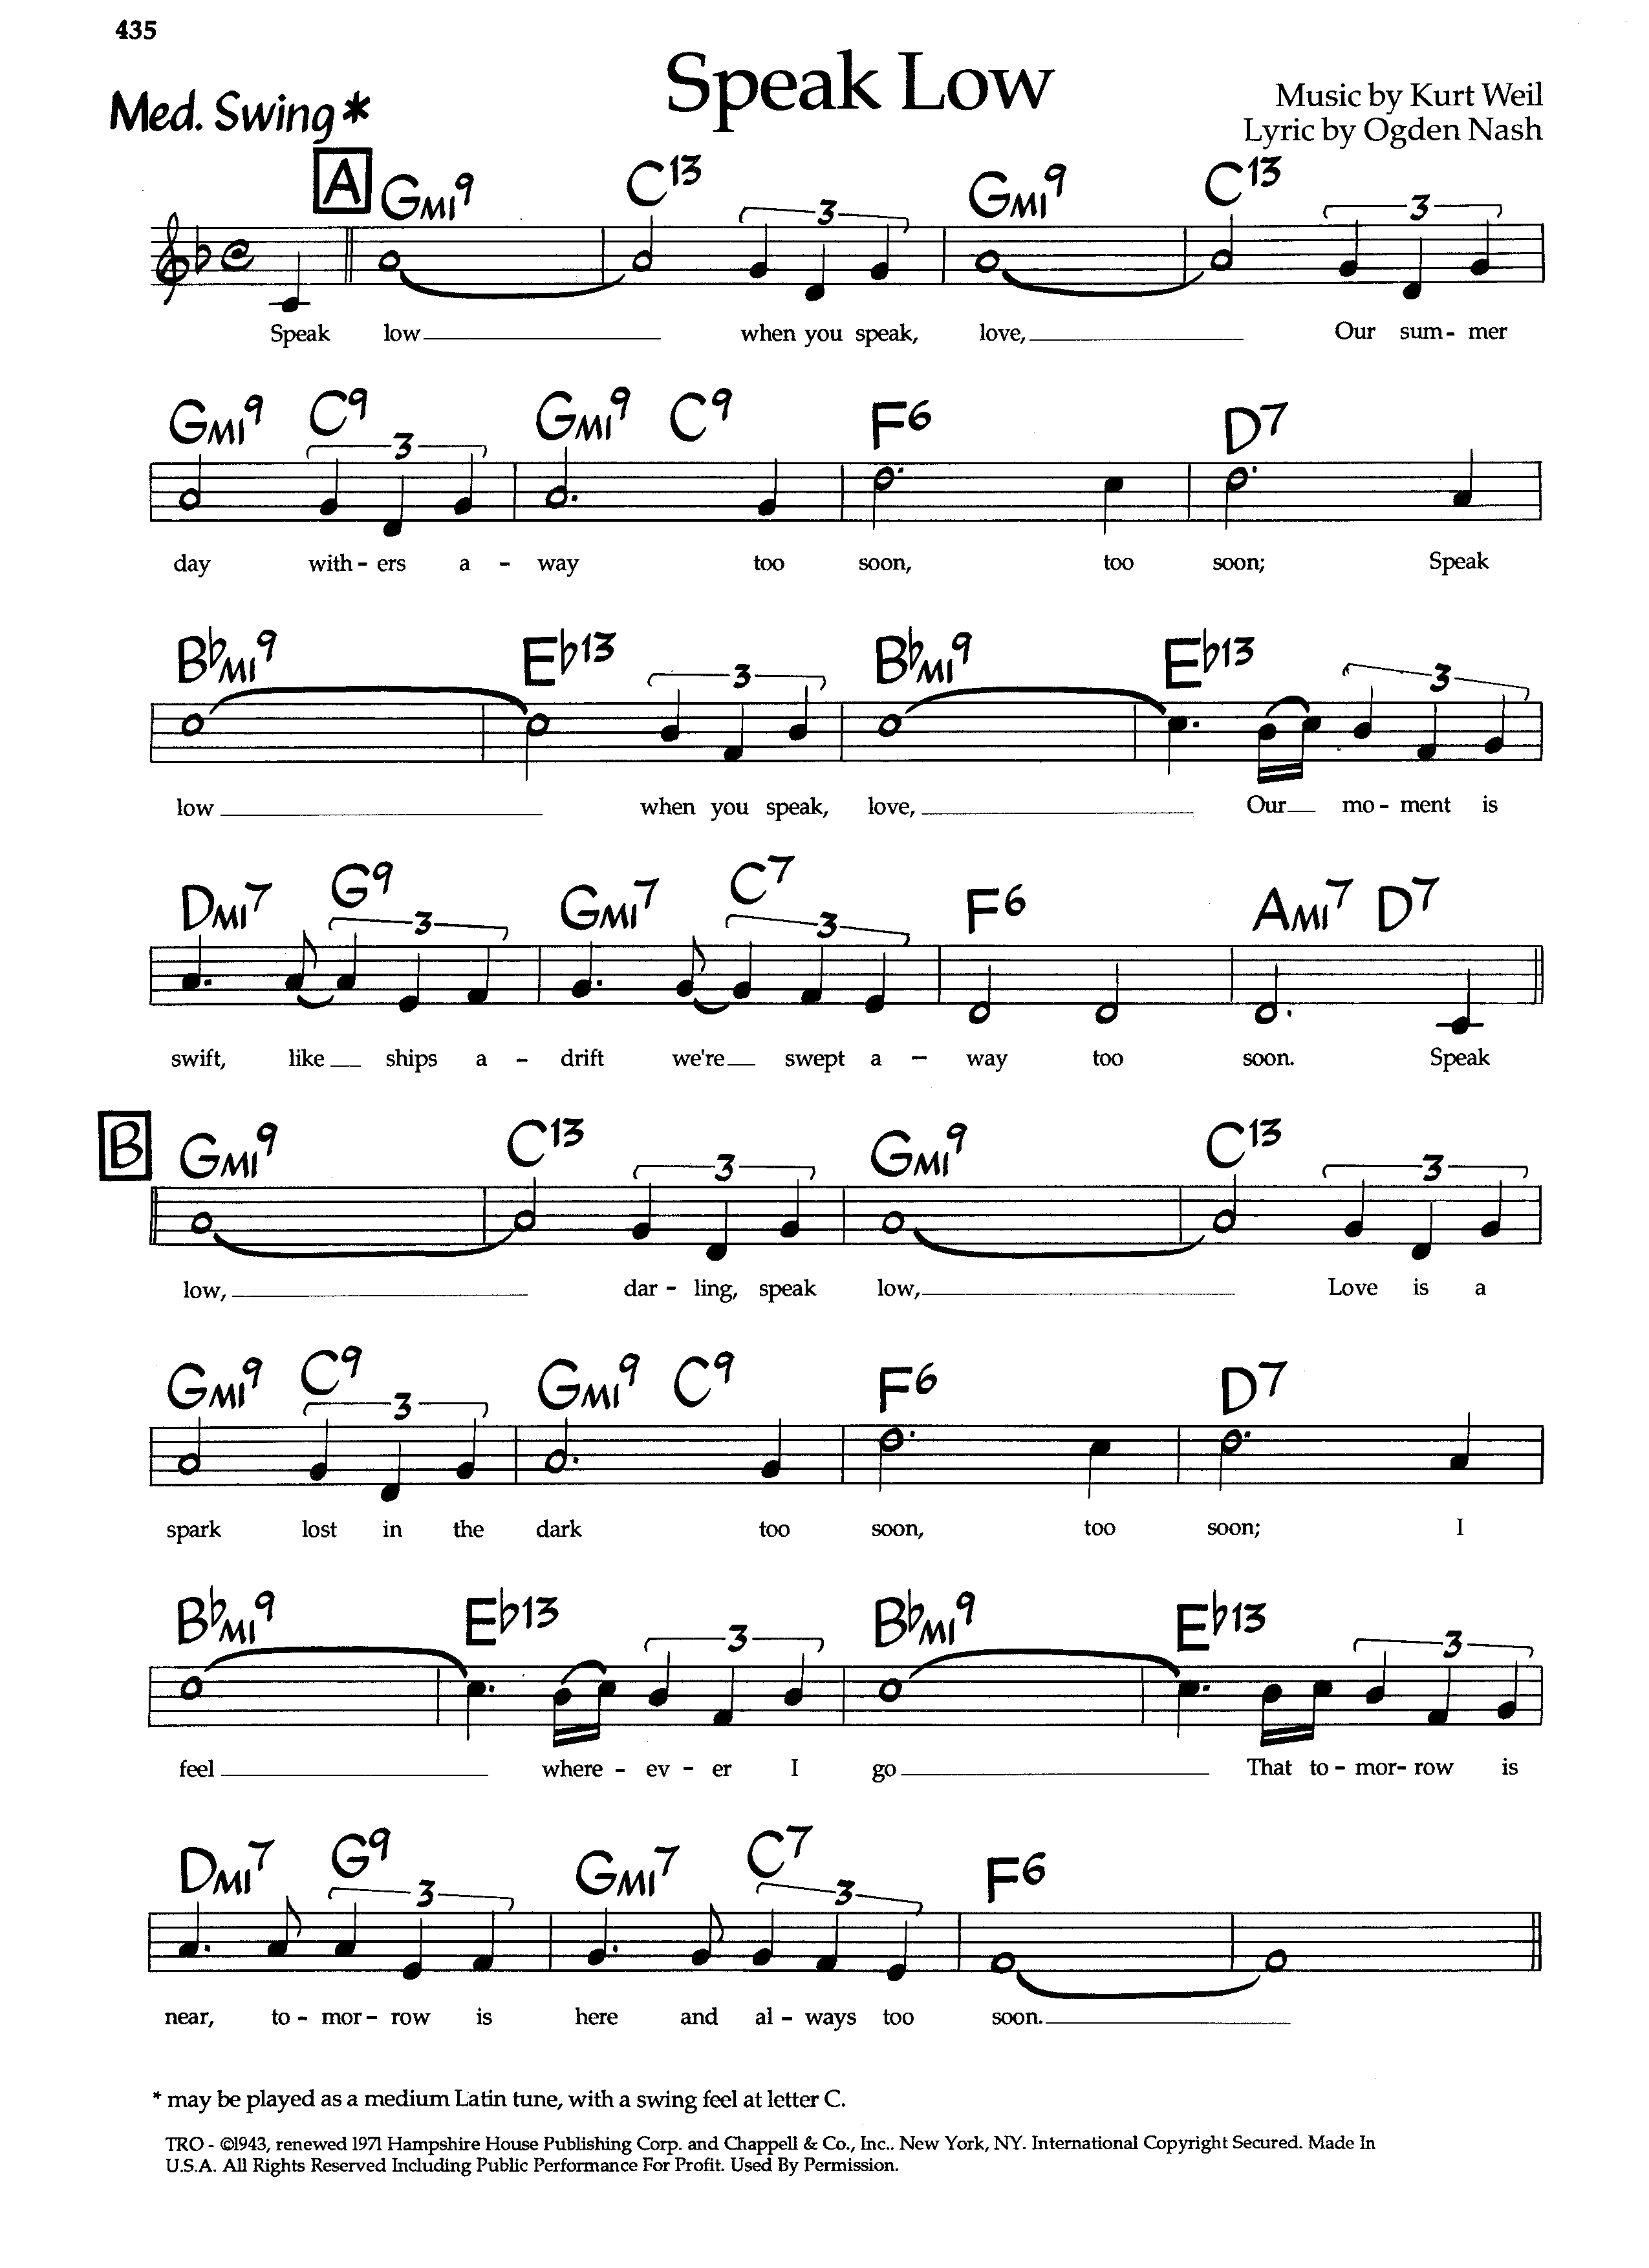 435
Speak Low
Med. Swing*
Music by Kurt Weil
Lyric by Ogden Nash
A
GMI9 C13 GMI9 C13
3 3
Speak low when you speak, love, Our sum - mer
GMI9 C9 GMI9 C9 F6 D7
3
day with - ers a - way too soon, too soon; Speak
B♭MI9 E♭13 B♭MI9 E♭13
3 3
low when you speak, love, Our mo - ment is
DMI7 G9 GMI7 C7 F6 AMI7 D7
3 3
swift, like ships a - drift we're swept a - way too soon. Speak
B
GMI9 C13 GMI9 C13
3 3
low, dar - ling, speak low, Love is a
GMI9 C9 GMI9 C9 F6 D7
3
spark lost in the dark too soon, too soon; I
B♭MI9 E♭13 B♭MI9 E♭13
3 3
feel where - ev - er I go That to - mor - row is
DMI7 G9 GMI7 C7 F6
3 3
near, to - mor - row is here and al - ways too soon.
* may be played as a medium Latin tune, with a swing feel at letter C.
TRO - ©1943, renewed 1971 Hampshire House Publishing Corp. and Chappell & Co., Inc.. New York, NY. International Copyright Secured. Made In
U.S.A. All Rights Reserved Including Public Performance For Profit. Used By Permission.